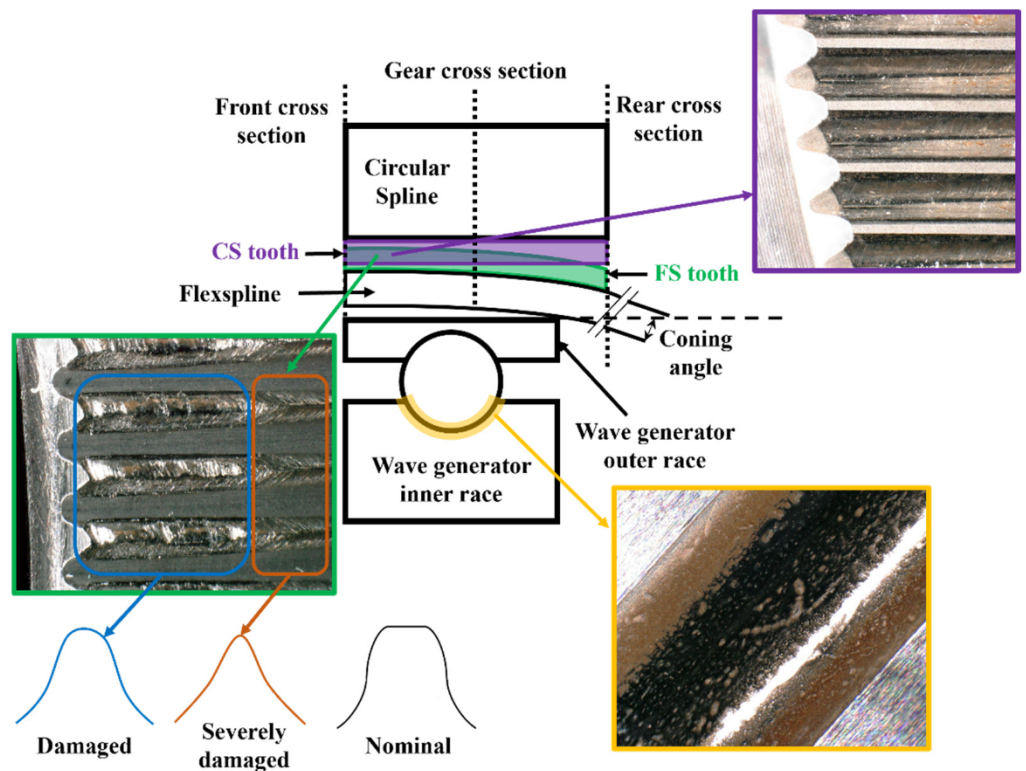 Gear cross section
Front cross
section
Rear cross
section
Circular
Spline
CS tooth
FS tooth
Flexspline
Coning
angle
Wave generator
outer race
Wave generator
inner race
Damaged
Severely
damaged
Nominal